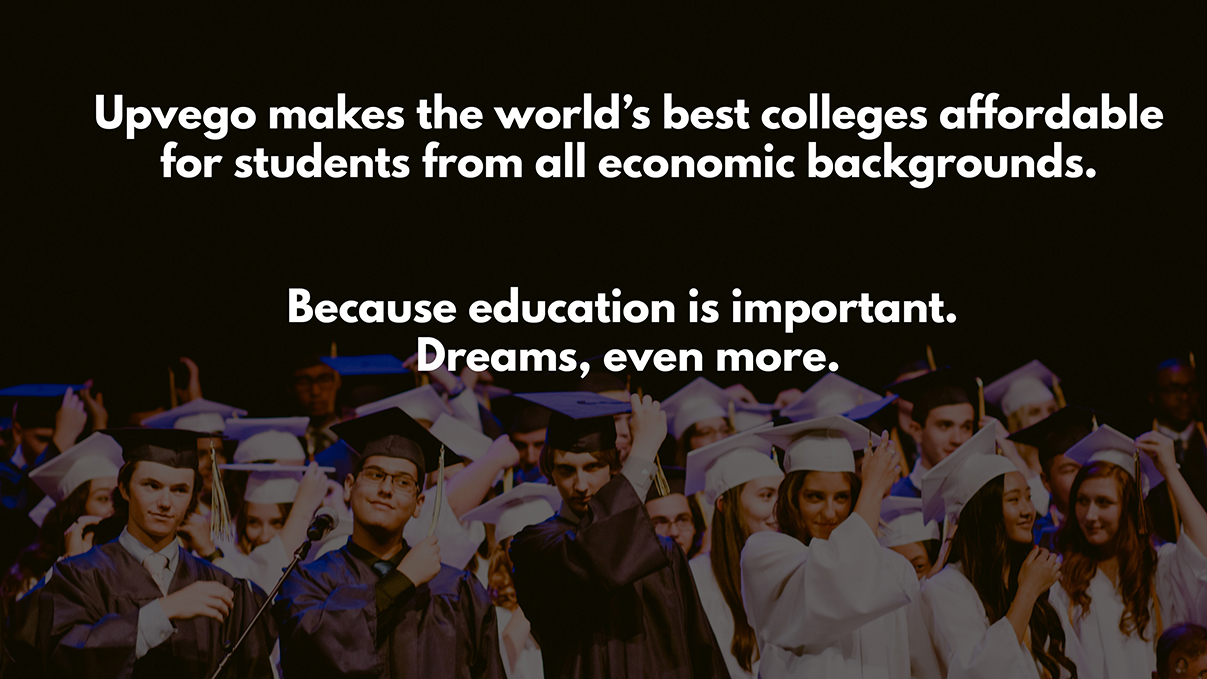 Upvego makes the world’s best colleges affordable
for students from all economic backgrounds.
Because education is important.
Dreams, even more.